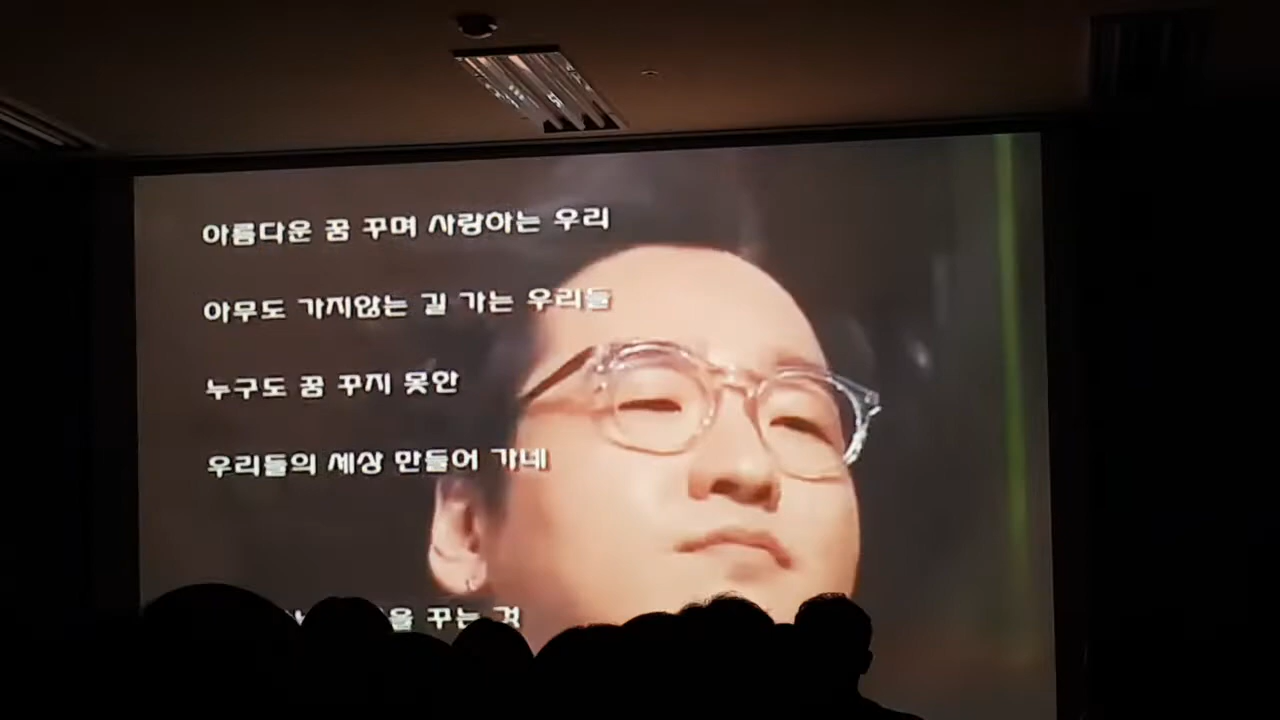 아름다운 꿈 꾸며 사랑하는 우리
아무도 가지않는 길 가는 우리들
누구도 꿈 꾸지 못한
우리들의 세상 만들어 가네
꾸는 것